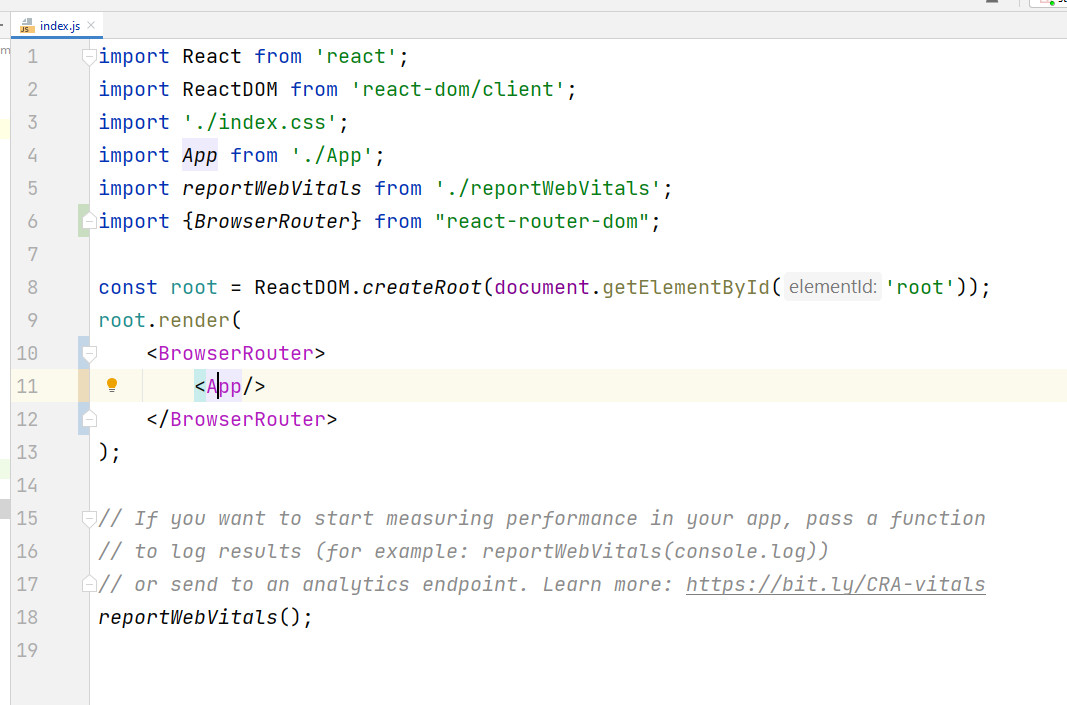 index.js
1 import React from 'react';
2 import ReactDOM from 'react-dom/client';
3 import './index.css';
4 import App from './App';
5 import reportWebVitals from './reportWebVitals';
6 import {BrowserRouter} from "react-router-dom";
7
8 const root = ReactDOM.createRoot(document.getElementById( elementId: 'root'));
9 root.render(
10     <BrowserRouter>
11         <App/>
12     </BrowserRouter>
13 );
14
15 // If you want to start measuring performance in your app, pass a function
16 // to log results (for example: reportWebVitals(console.log))
17 // or send to an analytics endpoint. Learn more: https://bit.ly/CRA-vitals
18 reportWebVitals();
19